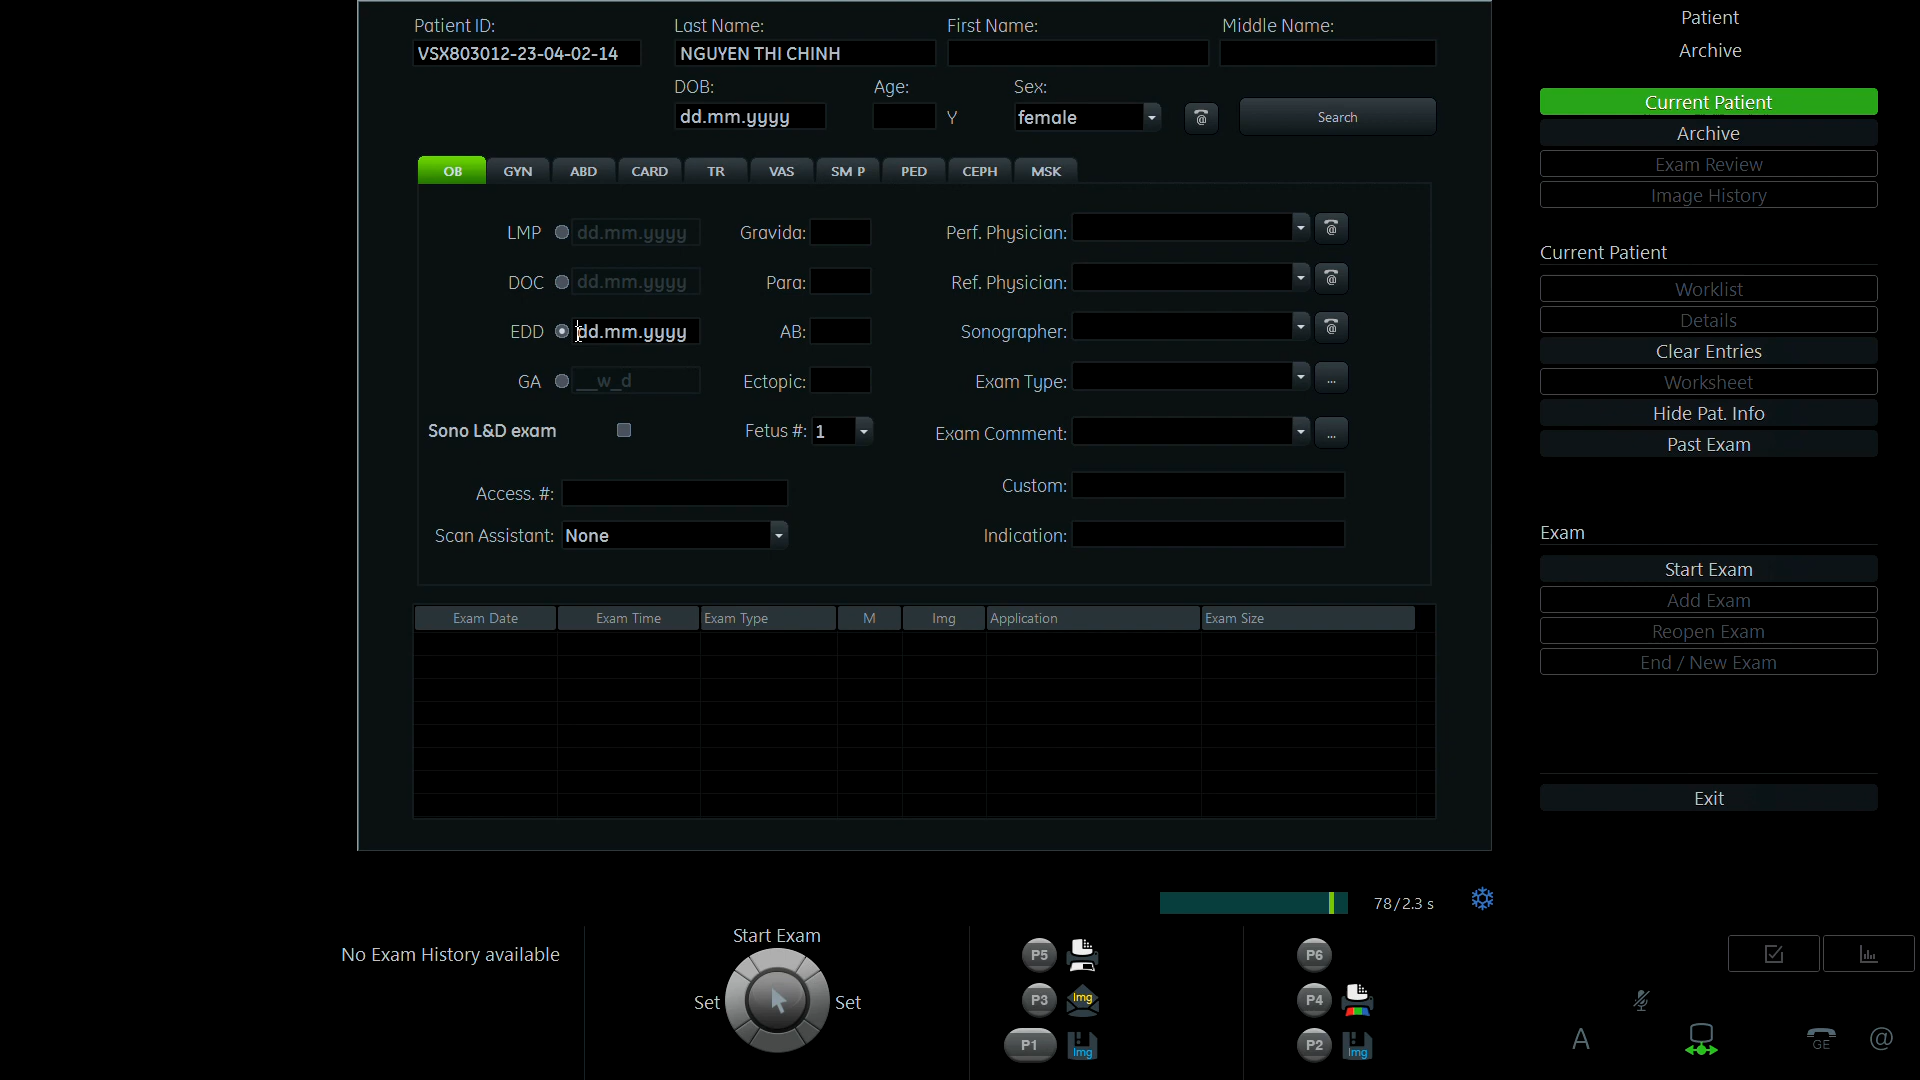 Patient ID: Last Name: First Name: Middle Name:
VSX803012-23-04-02-14 NGUYEN THI CHINH
DOB: Age: Sex:
dd.mm.yyyy Y female @ Search
OB GYN ABD CARD TR VAS SM P PED CEPH MSK
LMP dd.mm.yyyy Gravida: Perf. Physician: @
DOC dd.mm.yyyy Para: Ref. Physician: @
EDD dd.mm.yyyy AB: Sonographer: @
GA __w_d Ectopic: Exam Type: ...
Sono L&D exam Fetus #: 1 Exam Comment: ...
Access. #: Custom:
Scan Assistant: None Indication:
Exam Date Exam Time Exam Type M Img Application Exam Size
Patient
Archive
Current Patient
Archive
Exam Review
Image History
Current Patient
Worklist
Details
Clear Entries
Worksheet
Hide Pat. Info
Past Exam
Exam
Start Exam
Add Exam
Reopen Exam
End / New Exam
Exit
78/2.3 s
No Exam History available
Start Exam
Set Set
P5 P6
P3 Img P4
P1 Img P2 Img
A GE @